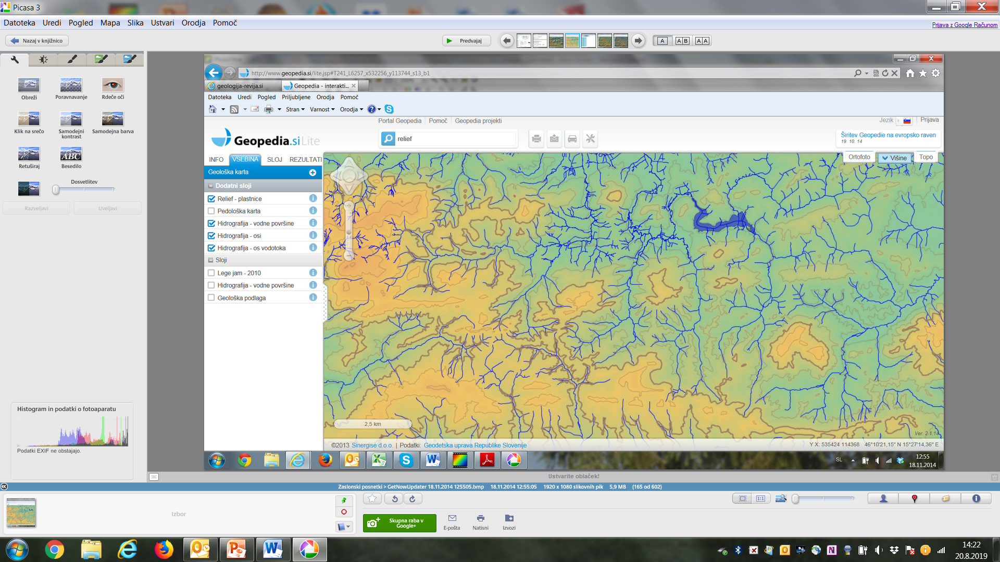 Picasa 3
Datoteka Uredi Pogled Mapa Slika Ustvari Orodja Pomoč
Prijava z Google Računom
Nazaj v knjižnico
Predvajaj
A
A B
A A
Obreži
Poravnavanje
Rdeče oči
Klik na srečo
Samodejni kontrast
Samodejna barva
Retuširaj
ABC
Besedilo
Dosvetlitev
Razveljavi
Uveljavi
Histogram in podatki o fotoaparatu
Podatki EXIF ne obstajajo.
http://www.geopedia.si/lite.jsp#T241_L6257_x532256_y113744_s13_b1
geologija-revija.si
Geopedia - interakti...
Datoteka Uredi Pogled Priljubljene Orodja Pomoč
Stran Varnost Orodja
Portal Geopedia Pomoč Geopedia projekti
Jezik
Prijava
Geopedia.si Lite
relief
Širitev Geopedie na evropsko raven
19. 10. 14
INFO VSEBINA SLOJ REZULTATI
Ortofoto Višine Topo
Geološka karta
Dodatni sloji
Relief - plastnice
Pedološka karta
Hidrografija - vodne površine
Hidrografija - osi
Hidrografija - os vodotoka
Sloji
Lege jam - 2010
Hidrografija - vodne površine
Geološka podlaga
2,5 km
Ver. 2.1.14
©2013 Sinergise d.o.o. | Podatki: Geodetska uprava Republike Slovenije
Y X: 535424 114368 46°10'21,15" N 15°27'14,36" E
SL
12:55
18.11.2014
Ustvarite oblaček!
Zaslonski posnetki > GetNowUpdater 18.11.2014 125505.bmp 18.11.2014 12:55:05 1920 x 1080 slikovnih pik 5,9 MB (165 od 602)
Izbor
1:1
Skupna raba v Google+
E-pošta
Natisni
Izvozi
14:22
20.8.2019